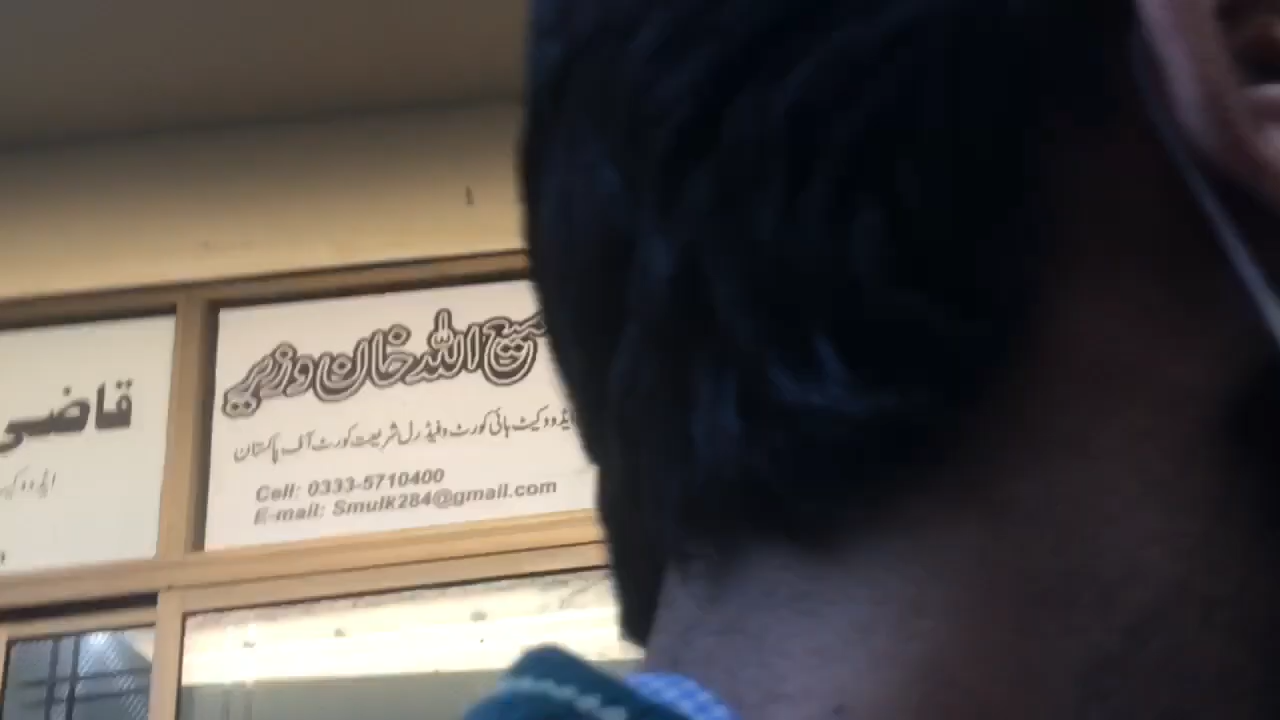 سمیع اللہ خان وزیر
ایڈووکیٹ ہائی کورٹ و فیڈرل شریعت کورٹ آف پاکستان
Cell: 0333-5710400
E-mail: Smulk284@gmail.com
قاضی